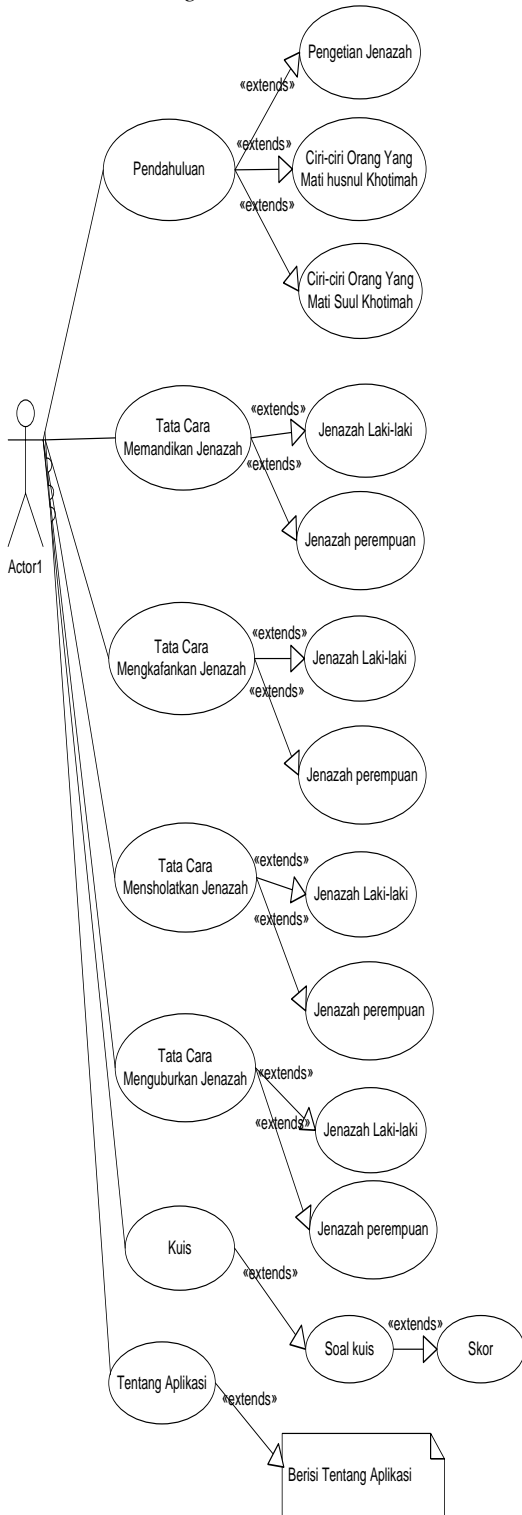 Pengetian Jenazah
«extends»
«extends»
Pendahuluan
Ciri-ciri Orang Yang
Mati husnul Khotimah
«extends»
Ciri-ciri Orang Yang
Mati Suul Khotimah
Actor1
Tata Cara
Memandikan Jenazah
«extends»
Jenazah Laki-laki
«extends»
Jenazah perempuan
Tata Cara
Mengkafankan Jenazah
«extends»
Jenazah Laki-laki
«extends»
Jenazah perempuan
Tata Cara
Mensholatkan Jenazah
«extends»
Jenazah Laki-laki
«extends»
Jenazah perempuan
Tata Cara
Menguburkan Jenazah
«extends»
Jenazah Laki-laki
«extends»
Jenazah perempuan
Kuis
«extends»
Soal kuis
«extends»
Skor
Tentang Aplikasi
«extends»
Berisi Tentang Aplikasi